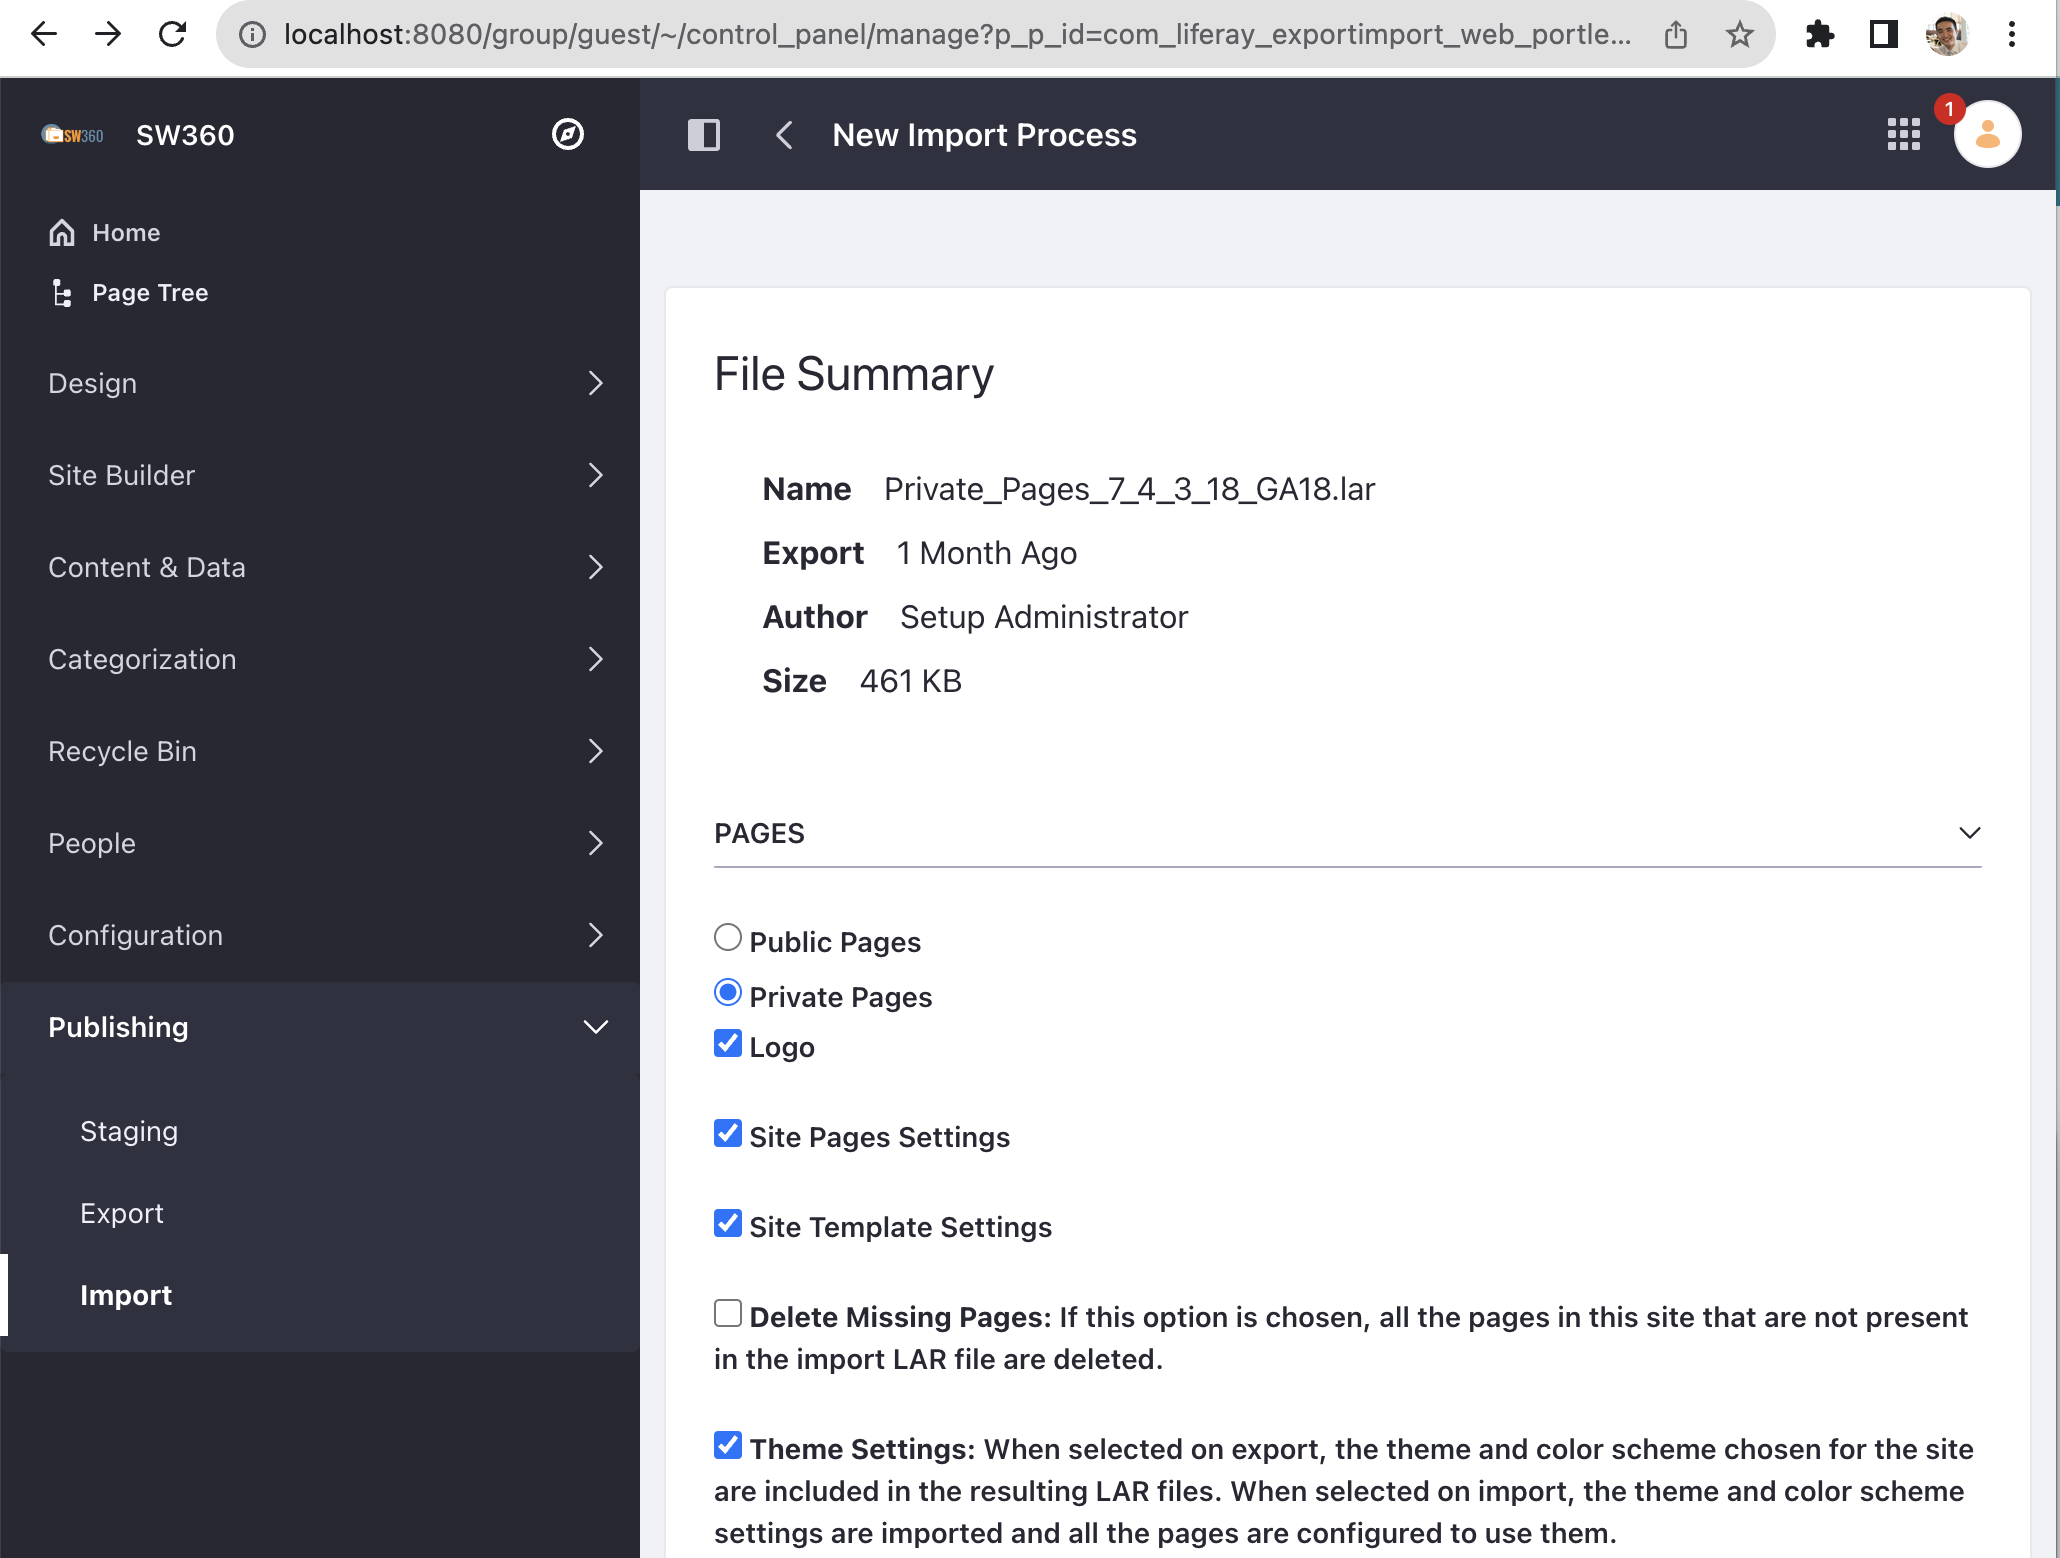 localhost:8080/group/guest/~/control_panel/manage?p_p_id=com_liferay_exportimport_web_portle...
SW360
SW360
New Import Process
1
Home
Page Tree
Design
Site Builder
Content & Data
Categorization
Recycle Bin
People
Configuration
Publishing
Staging
Export
Import
File Summary
Name Private_Pages_7_4_3_18_GA18.lar
Export 1 Month Ago
Author Setup Administrator
Size 461 KB
PAGES
Public Pages
Private Pages
Logo
Site Pages Settings
Site Template Settings
Delete Missing Pages: If this option is chosen, all the pages in this site that are not present
in the import LAR file are deleted.
Theme Settings: When selected on export, the theme and color scheme chosen for the site
are included in the resulting LAR files. When selected on import, the theme and color scheme
settings are imported and all the pages are configured to use them.